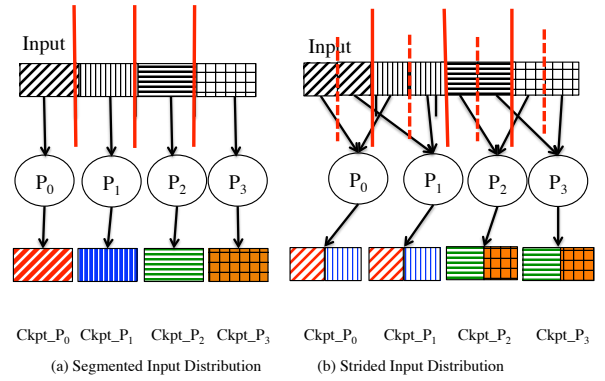 (a)
(b)
Input
Input
P0 P1 P2 P3
P0 P1 P2 P3
Ckpt_P0 Ckpt_P1 Ckpt_P2 Ckpt_P3
Ckpt_P0 Ckpt_P1 Ckpt_P2 Ckpt_P3
(a) Segmented Input Distribution
(b) Strided Input Distribution